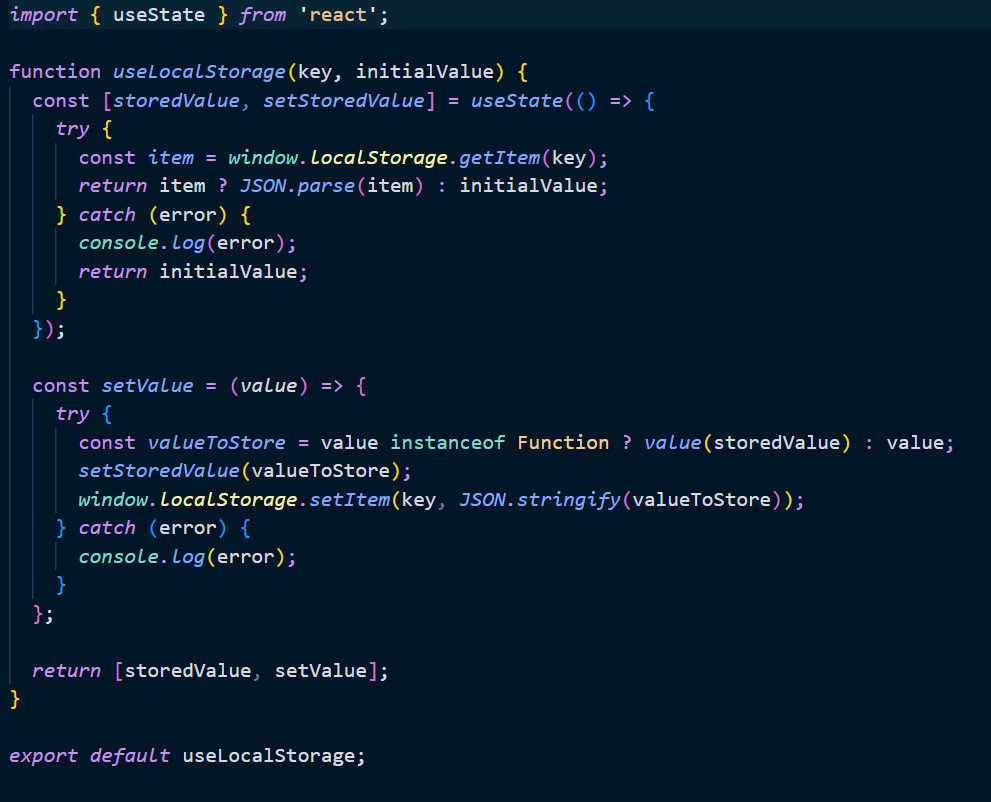 import { useState } from 'react';

function useLocalStorage(key, initialValue) {
  const [storedValue, setStoredValue] = useState(() => {
    try {
      const item = window.localStorage.getItem(key);
      return item ? JSON.parse(item) : initialValue;
    } catch (error) {
      console.log(error);
      return initialValue;
    }
  });

  const setValue = (value) => {
    try {
      const valueToStore = value instanceof Function ? value(storedValue) : value;
      setStoredValue(valueToStore);
      window.localStorage.setItem(key, JSON.stringify(valueToStore));
    } catch (error) {
      console.log(error);
    }
  };

  return [storedValue, setValue];
}

export default useLocalStorage;